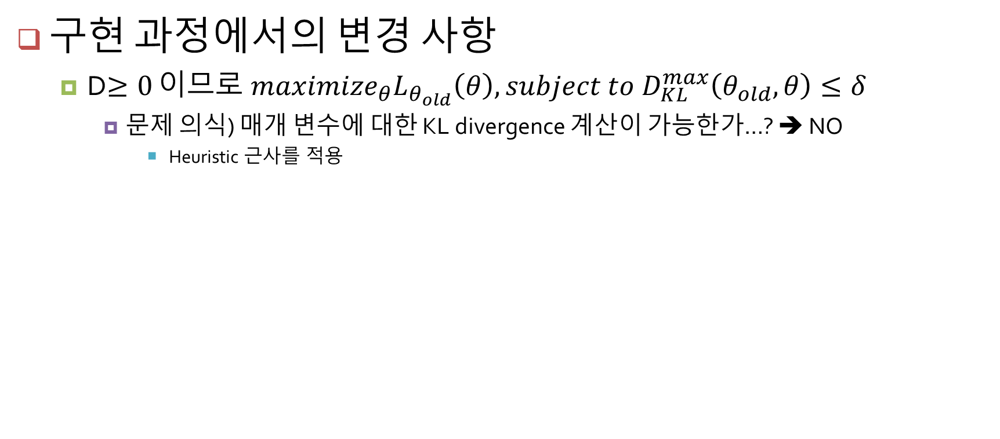 구현 과정에서의 변경 사항
D≥ 0 이므로 $maximize_{\theta} L_{\theta_{old}}(\theta), subject\ to\ D_{KL}^{max}(\theta_{old}, \theta) \leq \delta$
문제 의식) 매개 변수에 대한 KL divergence 계산이 가능한가…? ➔ NO
Heuristic 근사를 적용